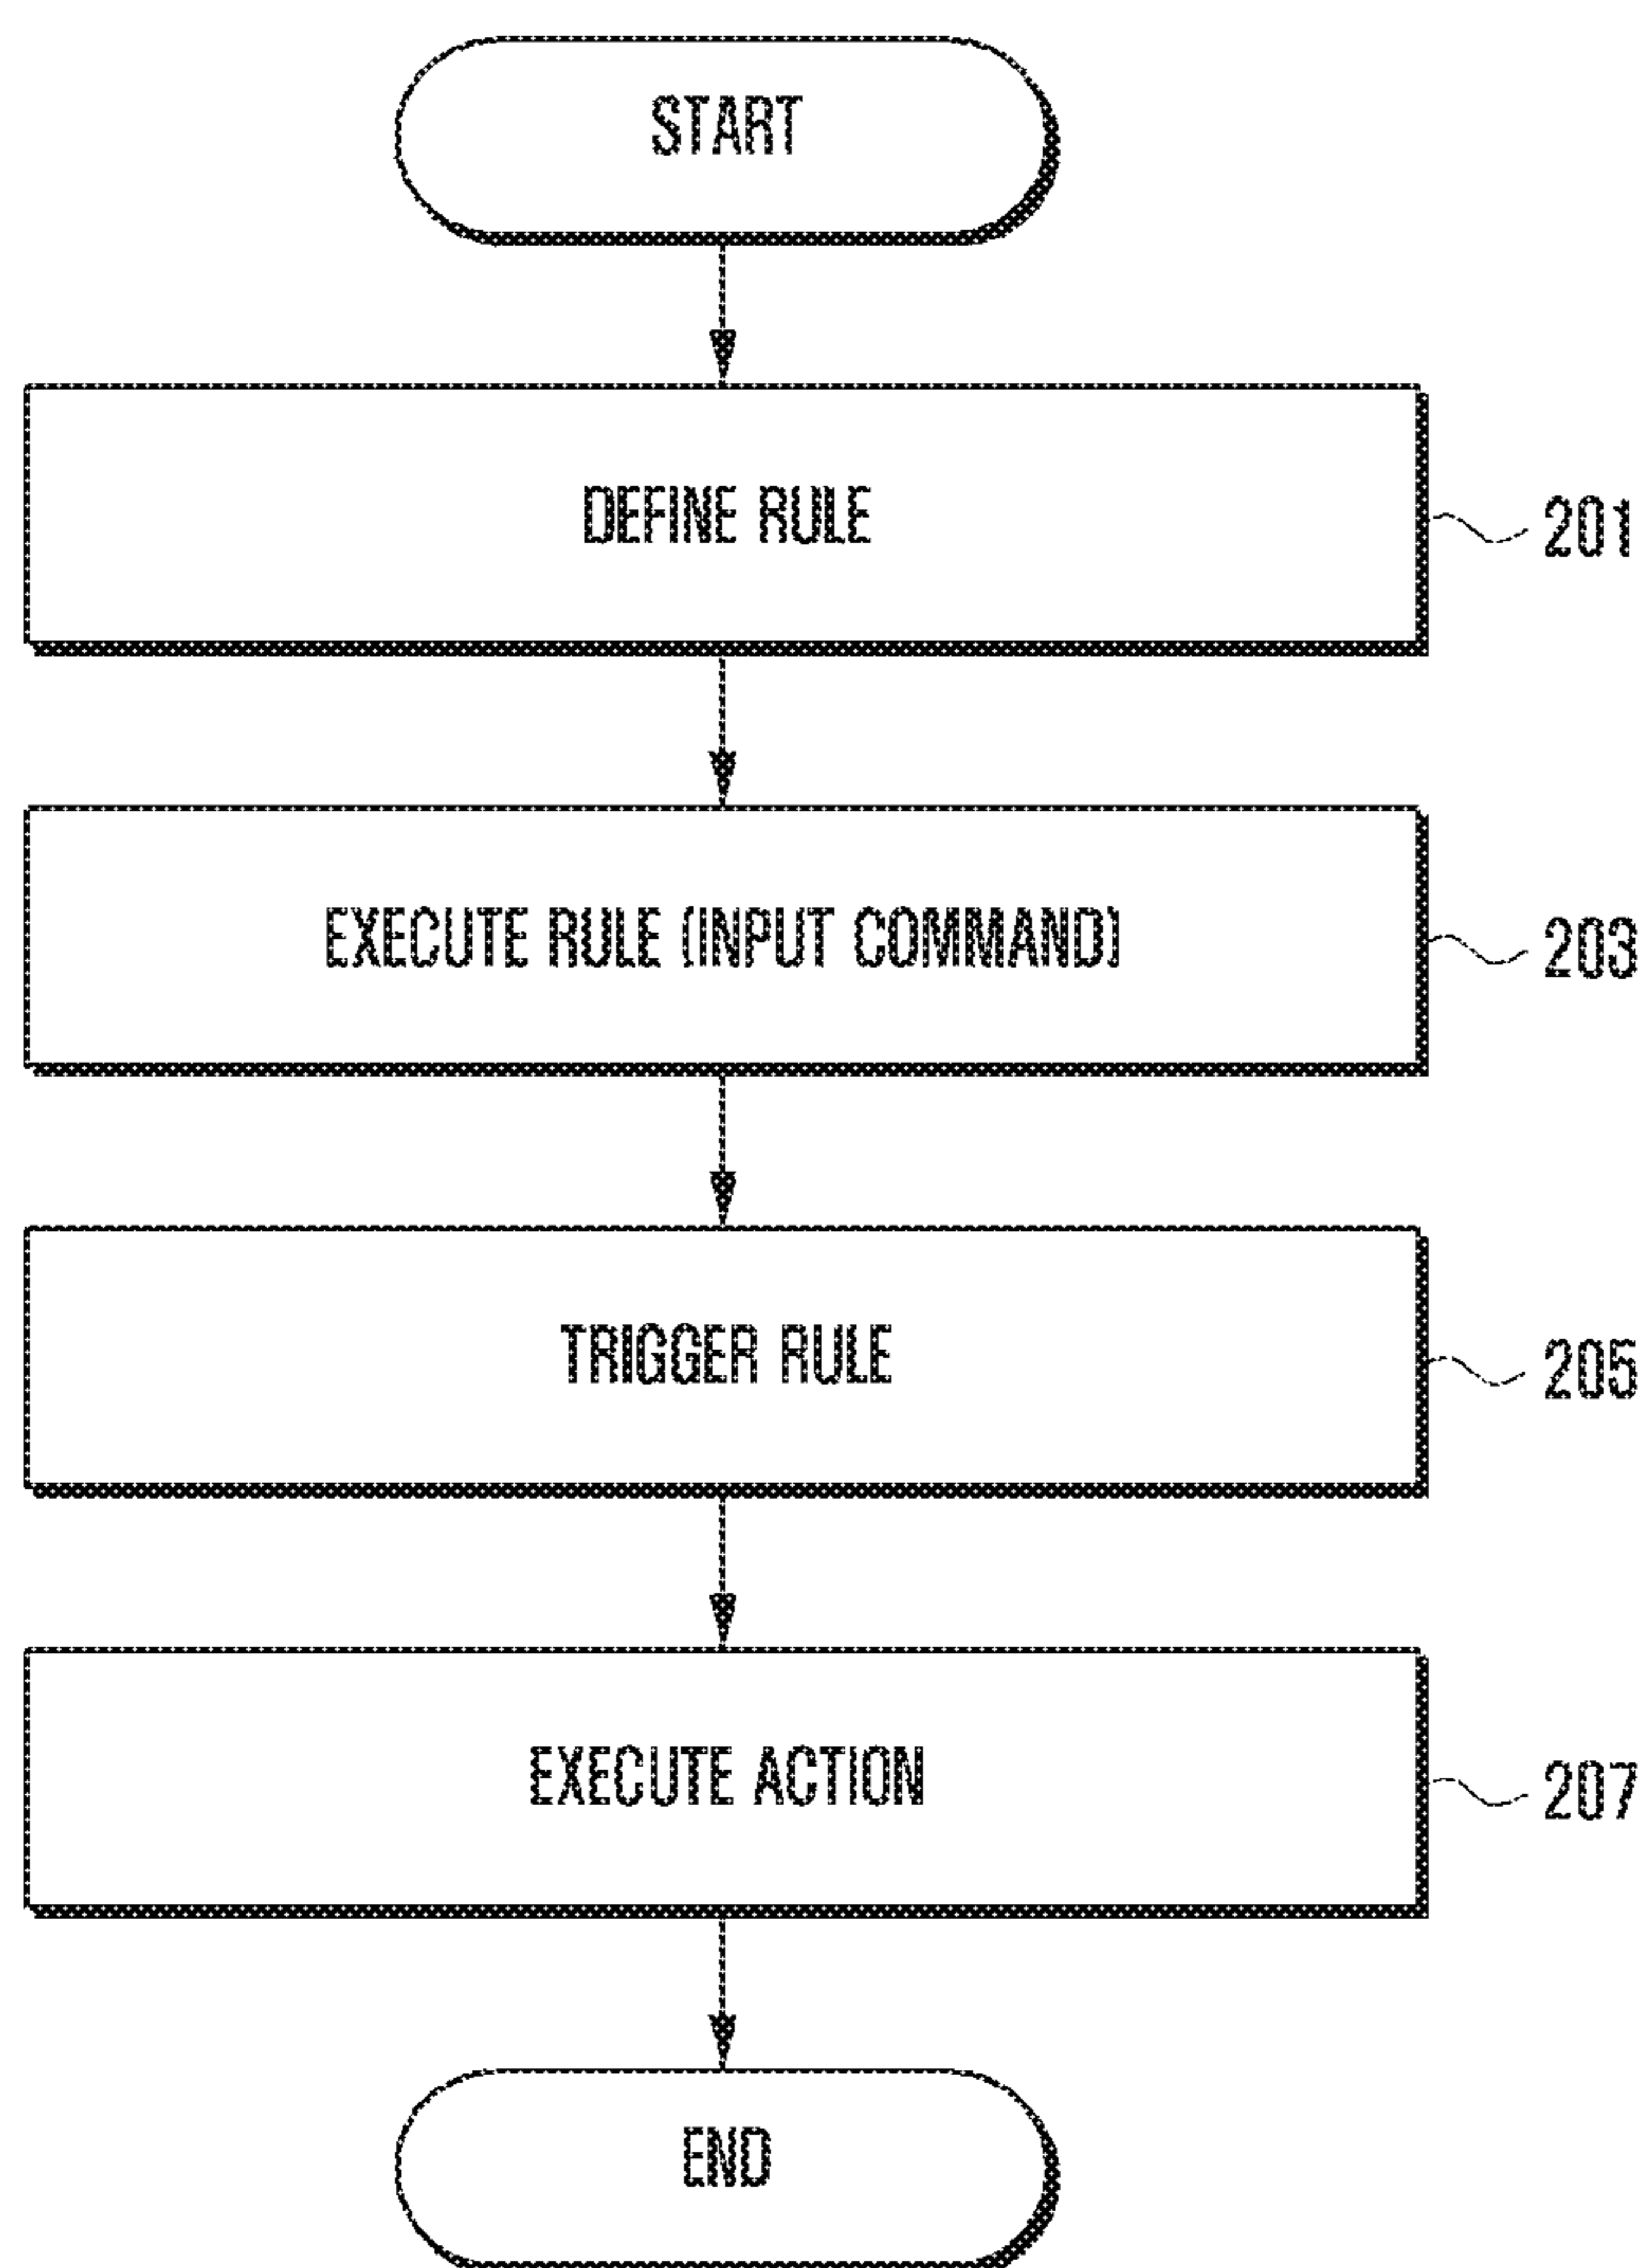 START
DEFINE RULE
201
EXECUTE RULE (INPUT COMMAND)
203
TRIGGER RULE
205
EXECUTE ACTION
207
END